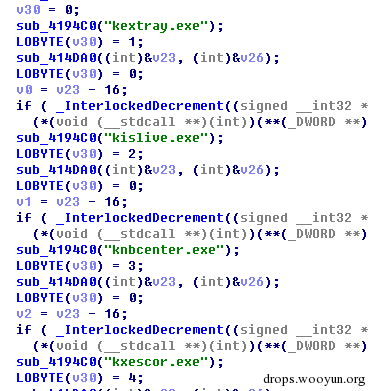 v30 = 0;
sub_4194C0("kextray.exe");
LOBYTE(v30) = 1;
sub_414DA0((int)&v23, (int)&v26);
LOBYTE(v30) = 0;
v0 = v23 - 16;
if ( _InterlockedDecrement((signed __int32 *
(*(void (__stdcall **)(int))(**(_DWORD **)
sub_4194C0("kislive.exe");
LOBYTE(v30) = 2;
sub_414DA0((int)&v23, (int)&v26);
LOBYTE(v30) = 0;
v1 = v23 - 16;
if ( _InterlockedDecrement((signed __int32 *
(*(void (__stdcall **)(int))(**(_DWORD **)
sub_4194C0("knbcenter.exe");
LOBYTE(v30) = 3;
sub_414DA0((int)&v23, (int)&v26);
LOBYTE(v30) = 0;
v2 = v23 - 16;
if ( _InterlockedDecrement((signed __int32 *
(*(void (__stdcall **)(int))(**(_DWORD **)
sub_4194C0("kxescor.exe");
LOBYTE(v30) = 4;
drops.wooyun.org